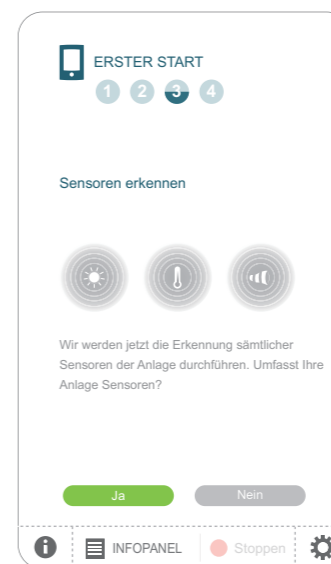 ERSTER START
1 2 3 4
Sensoren erkennen
Wir werden jetzt die Erkennung sämtlicher
Sensoren der Anlage durchführen. Umfasst Ihre
Anlage Sensoren?
Ja Nein
INFOPANEL Stoppen